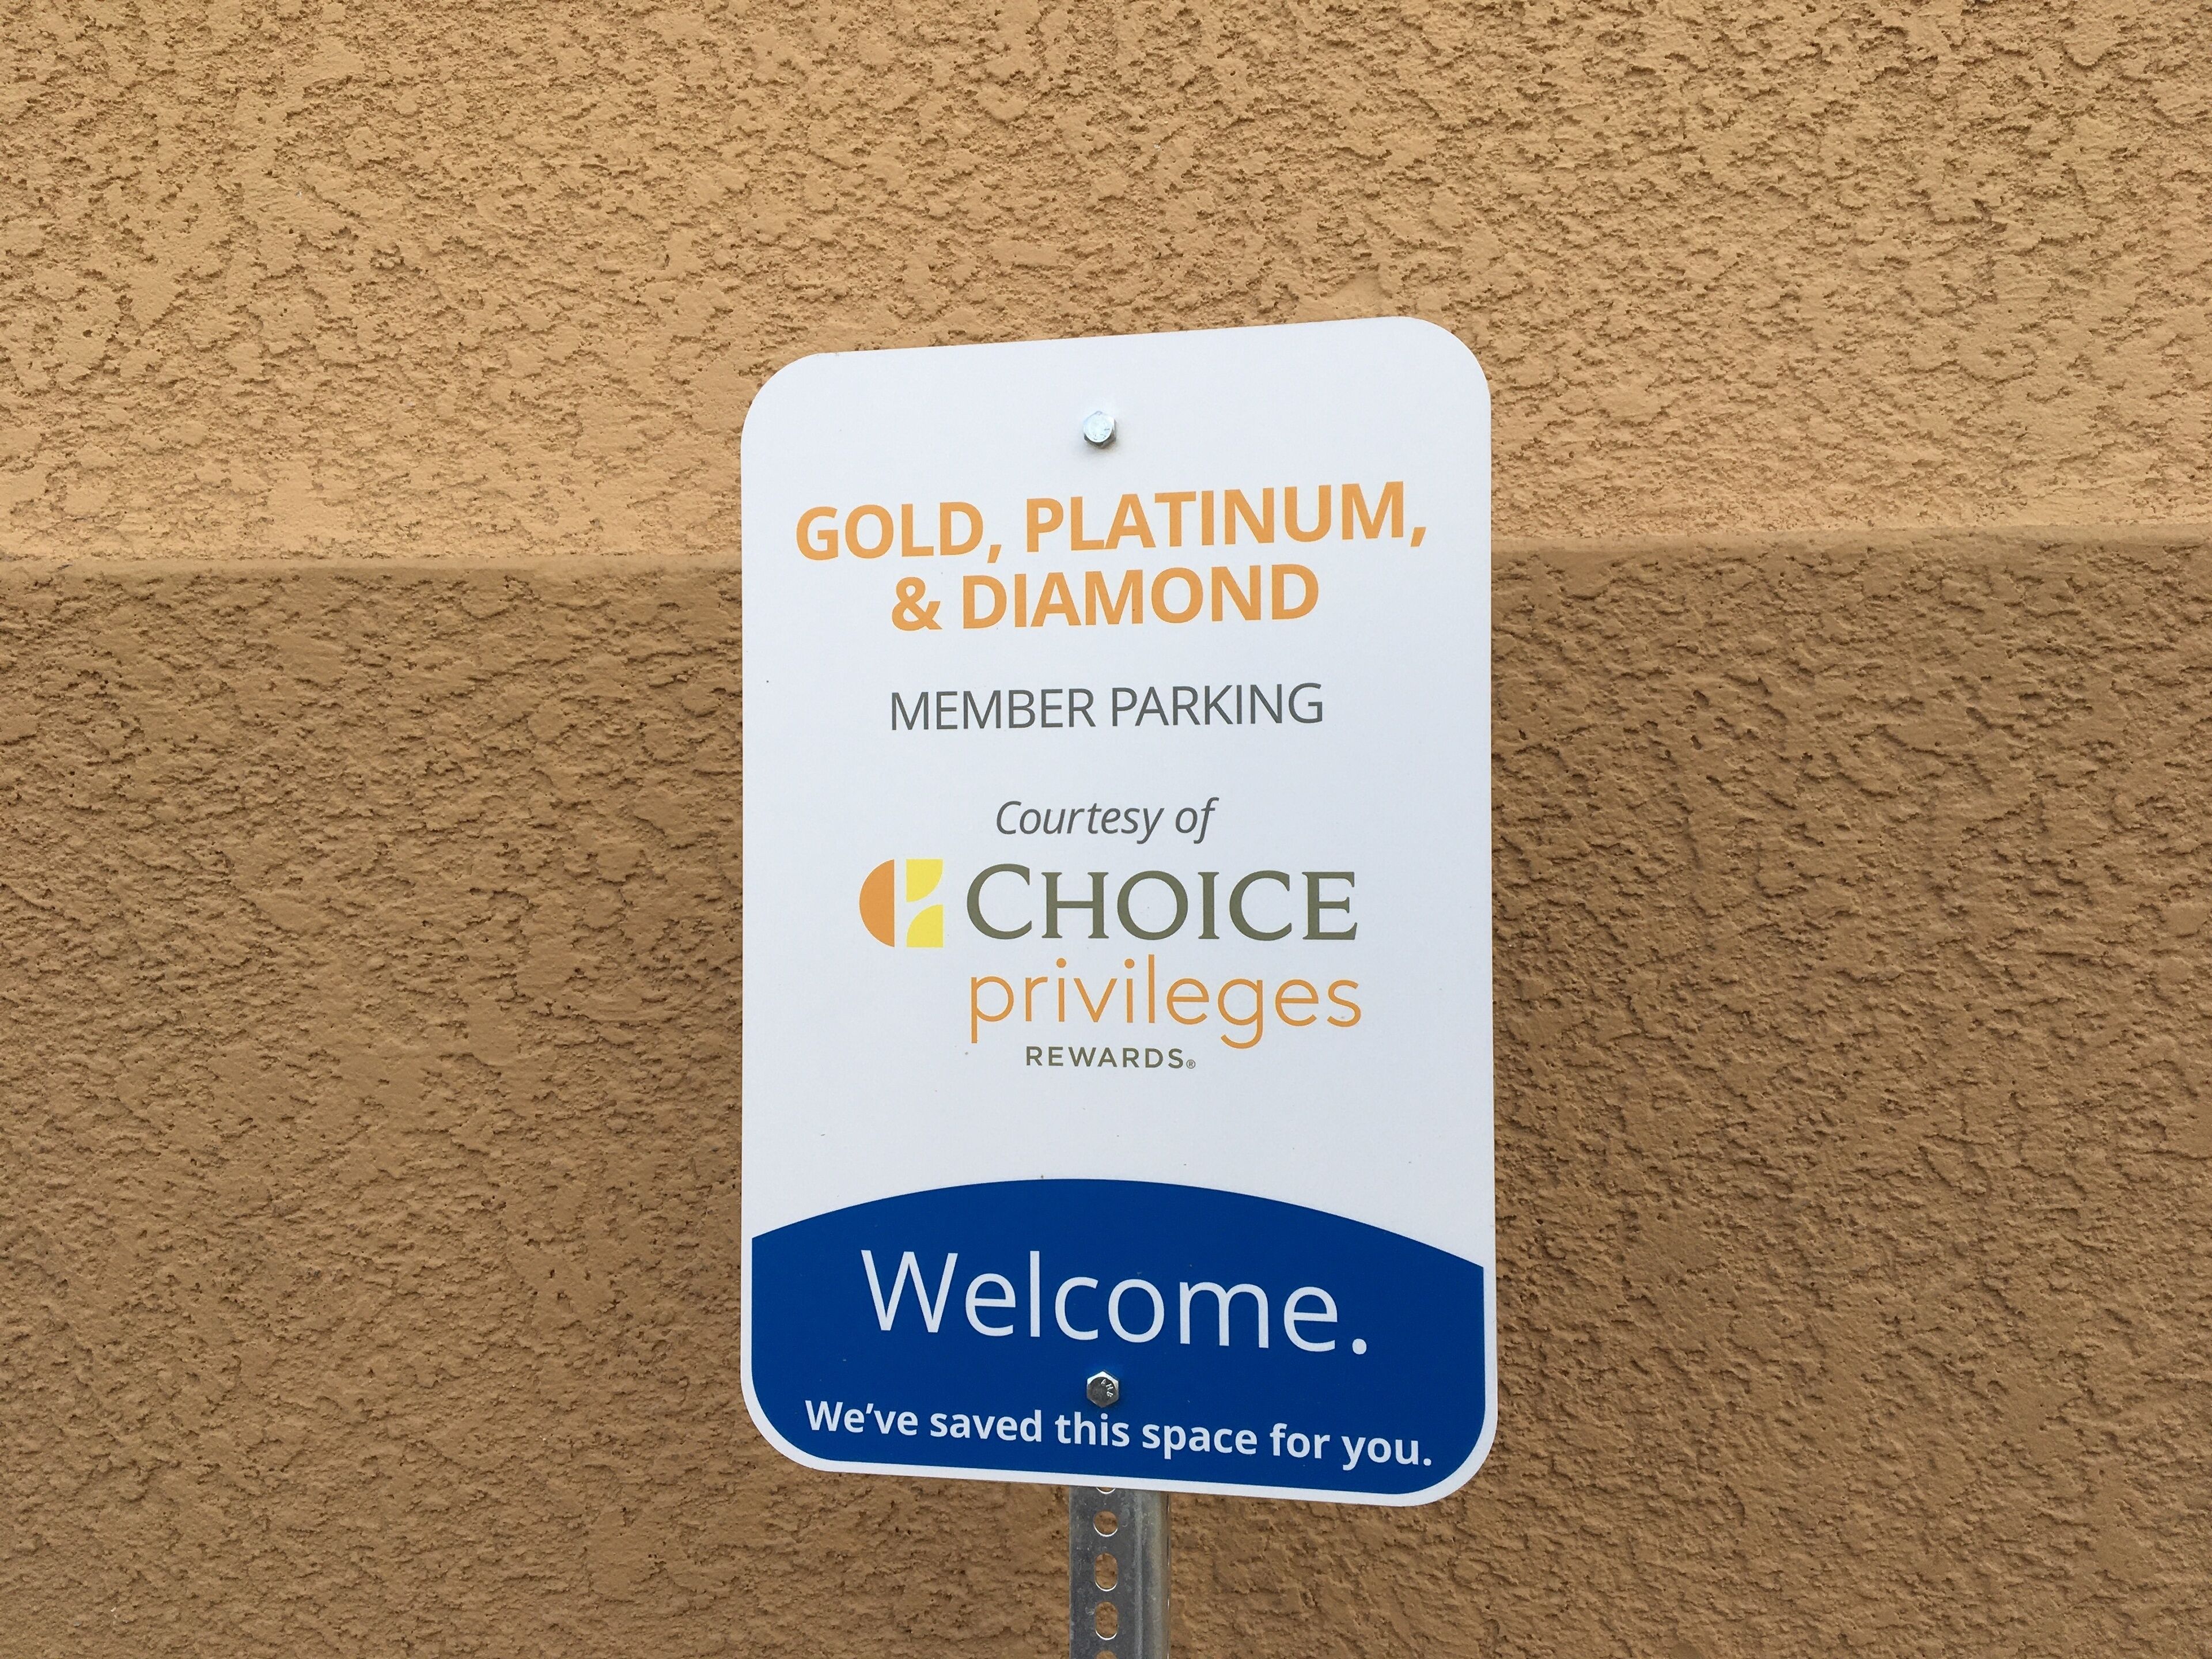 GOLD, PLATINUM,
& DIAMOND
MEMBER PARKING
Courtesy of
CHOICE
privileges
REWARDS®
Welcome.
We've saved this space for you.